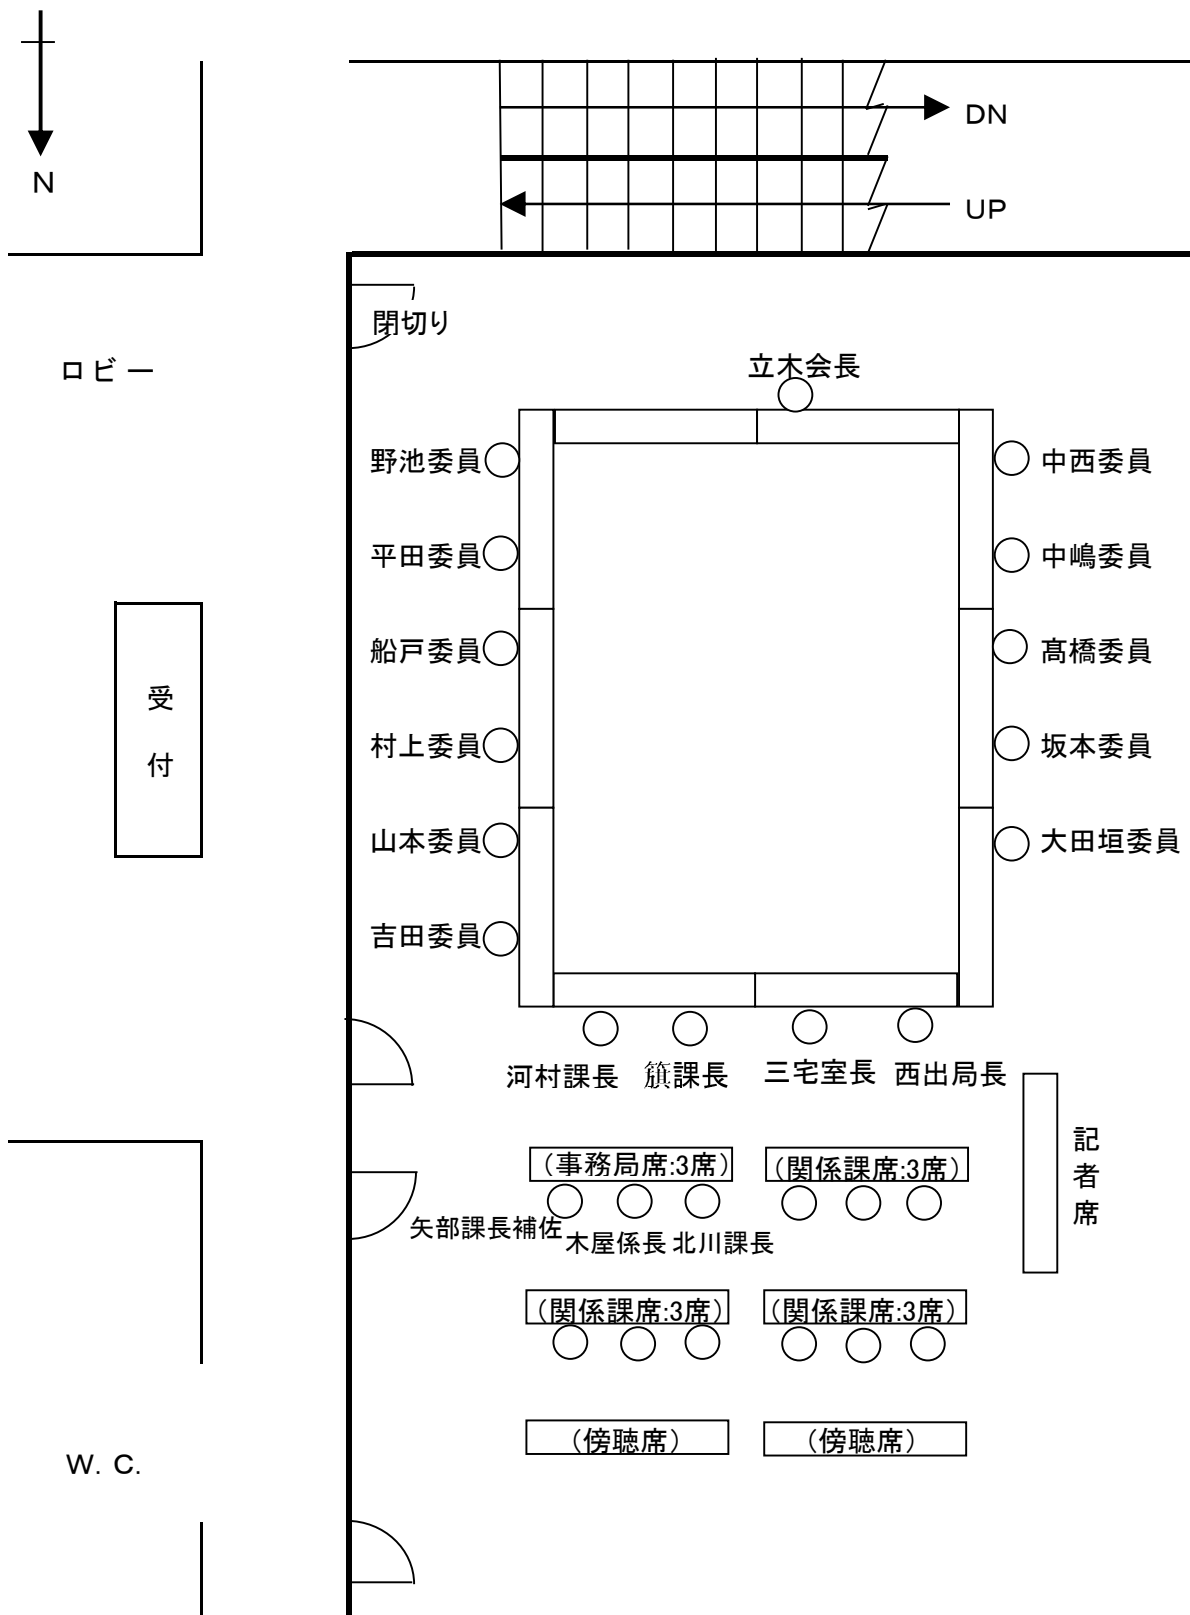 DN
N
UP
閉切り
ロビー
立木会長
野池委員
中西委員
平田委員
中嶋委員
船戸委員
髙橋委員
受付
村上委員
坂本委員
山本委員
大田垣委員
吉田委員
河村課長
籏課長
三宅室長
西出局長
記者席
(事務局席:3席)
(関係課席:3席)
矢部課長補佐
木屋係長
北川課長
(関係課席:3席)
(関係課席:3席)
(傍聴席)
(傍聴席)
W. C.